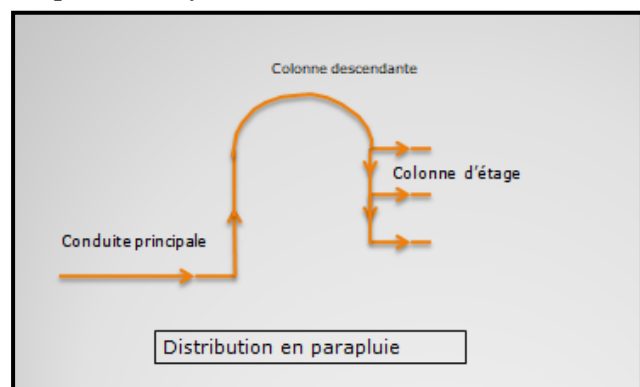 Colonne descendante
Colonne d'étage
Conduite principale
Distribution en parapluie